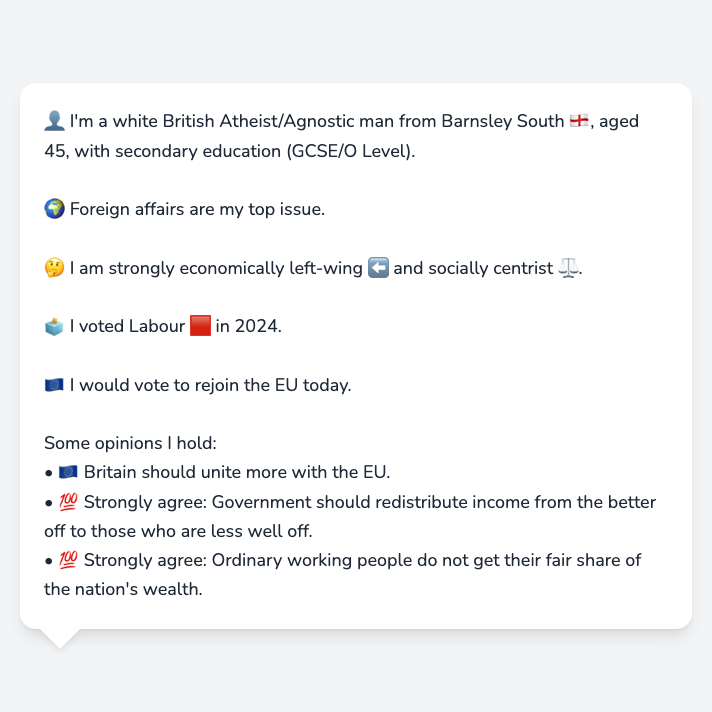 👤 I'm a white British Atheist/Agnostic man from Barnsley South 🏴󠁧󠁢󠁥󠁮󠁧󠁿, aged
45, with secondary education (GCSE/O Level).
🌍 Foreign affairs are my top issue.
🤔 I am strongly economically left-wing ⬅️ and socially centrist ⚖️.
🗳️ I voted Labour 🟥 in 2024.
🇪🇺 I would vote to rejoin the EU today.
Some opinions I hold:
• 🇪🇺 Britain should unite more with the EU.
• 💯 Strongly agree: Government should redistribute income from the better
off to those who are less well off.
• 💯 Strongly agree: Ordinary working people do not get their fair share of
the nation's wealth.